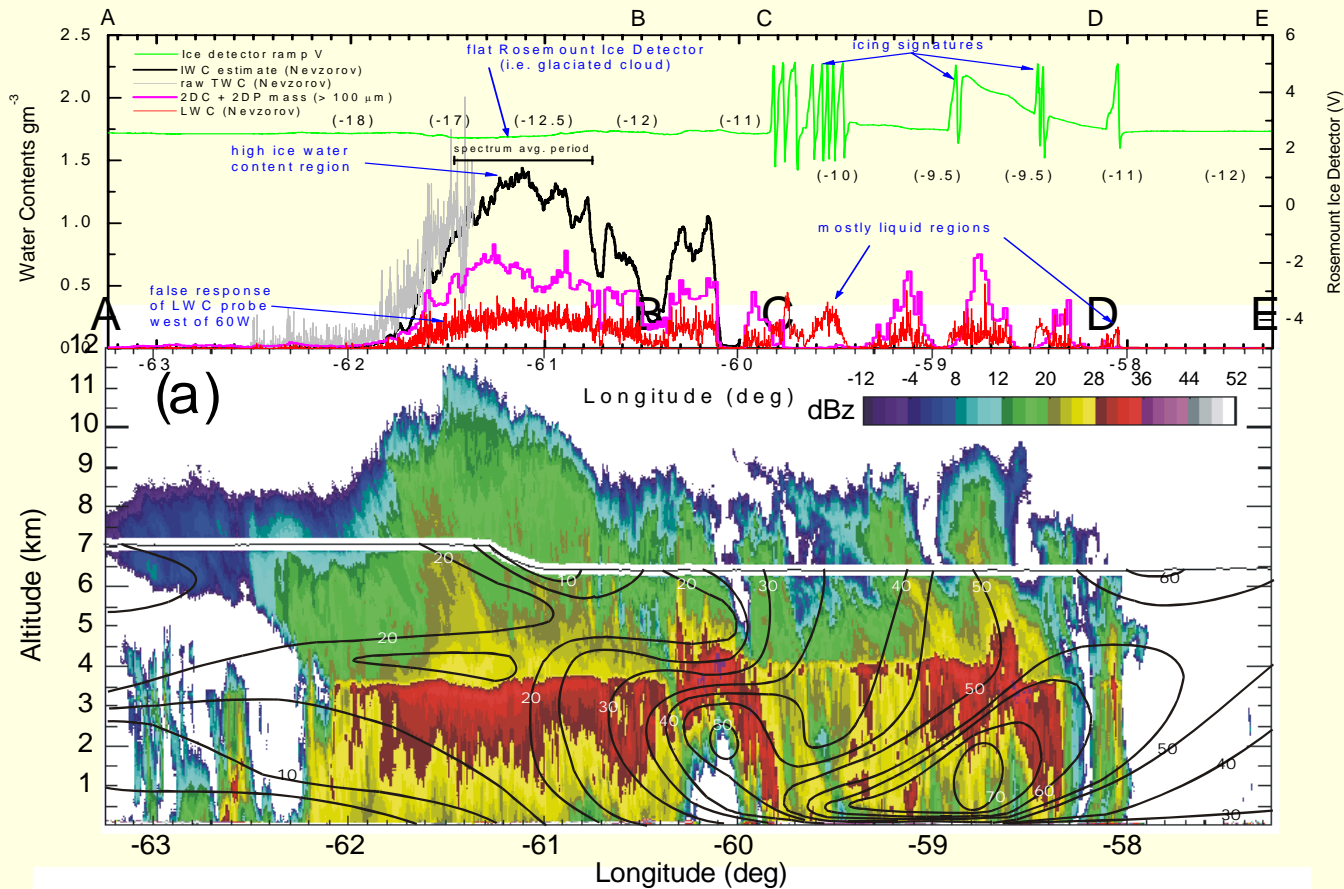 A B C D E
2.5
2.0
1.5
1.0
0.5
0.0
12
Water Contents gm-3
Ice detector ramp V
IWC estimate (Nevzorov)
raw TWC (Nevzorov)
2DC + 2DP mass (> 100 μm)
LWC (Nevzorov)
flat Rosemount Ice Detector
(i.e. glaciated cloud)
icing signatures
(-18) (-17) (-12.5) (-12) (-11)
spectrum avg. period
high ice water
content region
(-10) (-9.5) (-9.5) (-11) (-12)
mostly liquid regions
false response
of LWC probe
west of 60W
A B C D E
6
4
2
0
-2
-4
Rosemount Ice Detector (V)
-63 -62 -61 -60 -59 -58
Longitude (deg)
(a)
-12 -4 8 12 20 28 36 44 52
dBz
11
10
9
8
7
6
5
4
3
2
1
Altitude (km)
20 10 20 30 40 50 60
20
20 30 40 50 50 50
10 70 60 40 30
-63 -62 -61 -60 -59 -58
Longitude (deg)